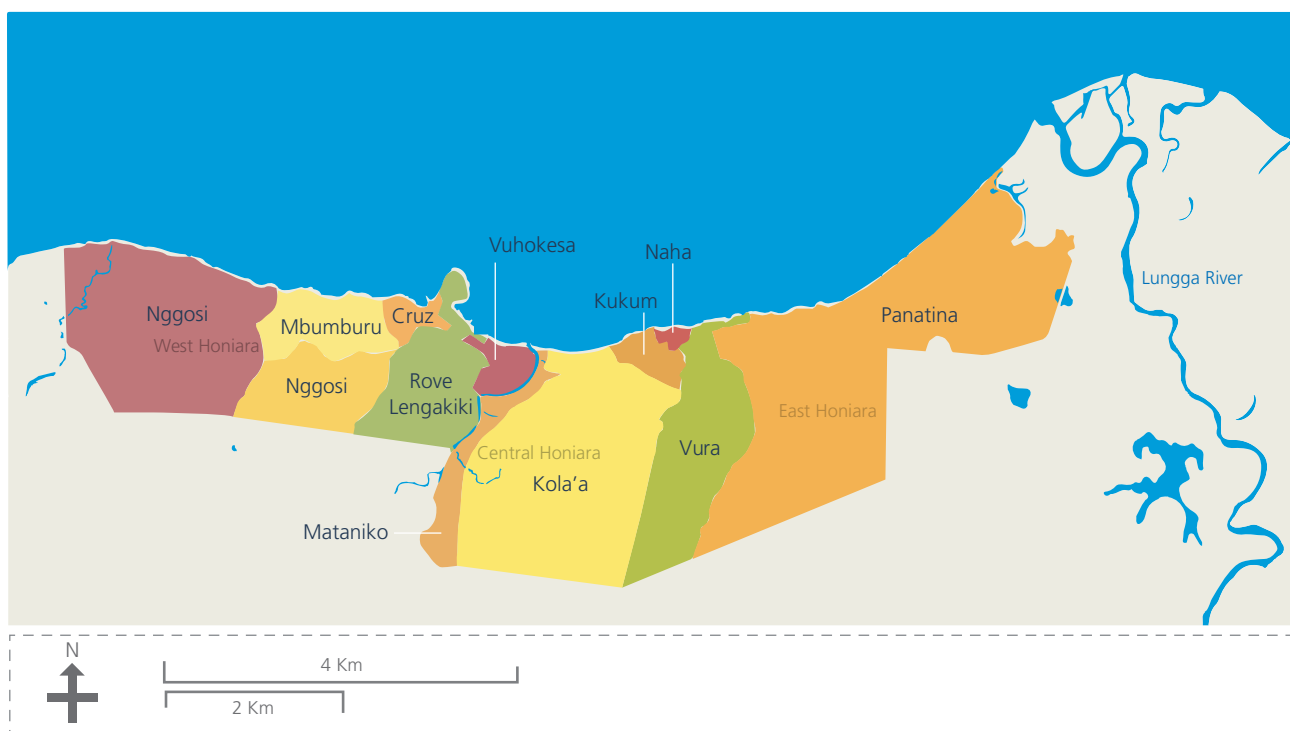 Vuhokesa
Naha
Kukum
Lungga River
Nggosi
Mbumburu
Cruz
Panatina
West Honiara
Nggosi
Rove
Lengakiki
East Honiara
Central Honiara
Vura
Kola’a
Mataniko
N
4 Km
2 Km